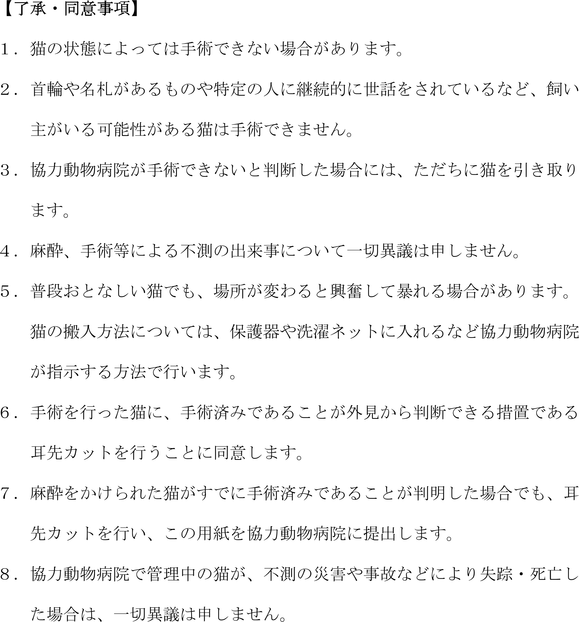 【了承・同意事項】
１．猫の状態によっては手術できない場合があります。
２．首輪や名札があるものや特定の人に継続的に世話をされているなど、飼い
主がいる可能性がある猫は手術できません。
３．協力動物病院が手術できないと判断した場合には、ただちに猫を引き取り
ます。
４．麻酔、手術等による不測の出来事について一切異議は申しません。
５．普段おとなしい猫でも、場所が変わると興奮して暴れる場合があります。
猫の搬入方法については、保護器や洗濯ネットに入れるなど協力動物病院
が指示する方法で行います。
６．手術を行った猫に、手術済みであることが外見から判断できる措置である
耳先カットを行うことに同意します。
７．麻酔をかけられた猫がすでに手術済みであることが判明した場合でも、耳
先カットを行い、この用紙を協力動物病院に提出します。
８．協力動物病院で管理中の猫が、不測の災害や事故などにより失踪・死亡し
た場合は、一切異議は申しません。